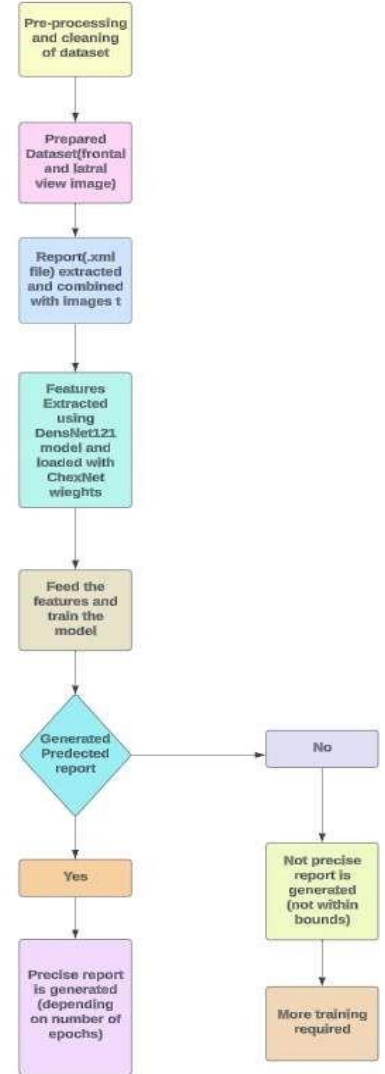 Pre-processing
and cleaning
of dataset
Prepared
Dataset(frontal
and latral
view image)
Report(.xml
file) extracted
and combined
with images t
Features
Extracted
using
DensNet121
model and
loaded with
ChexNet
wieghts
Feed the
features and
train the
model
Generated
Predected
report
No
Yes
Not precise
report is
generated
(not within
bounds)
Precise report
is generated
(depending
on number of
epochs)
More training
required